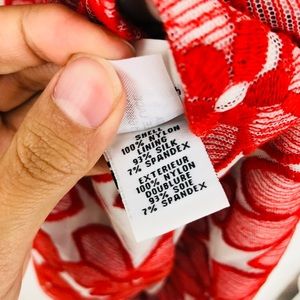 SHELL
100% NYLON
LINING
93% SILK
7% SPANDEX
EXTERIEUR
100% NYLON
DOUBLURE
93% SOIE
7% SPANDEX